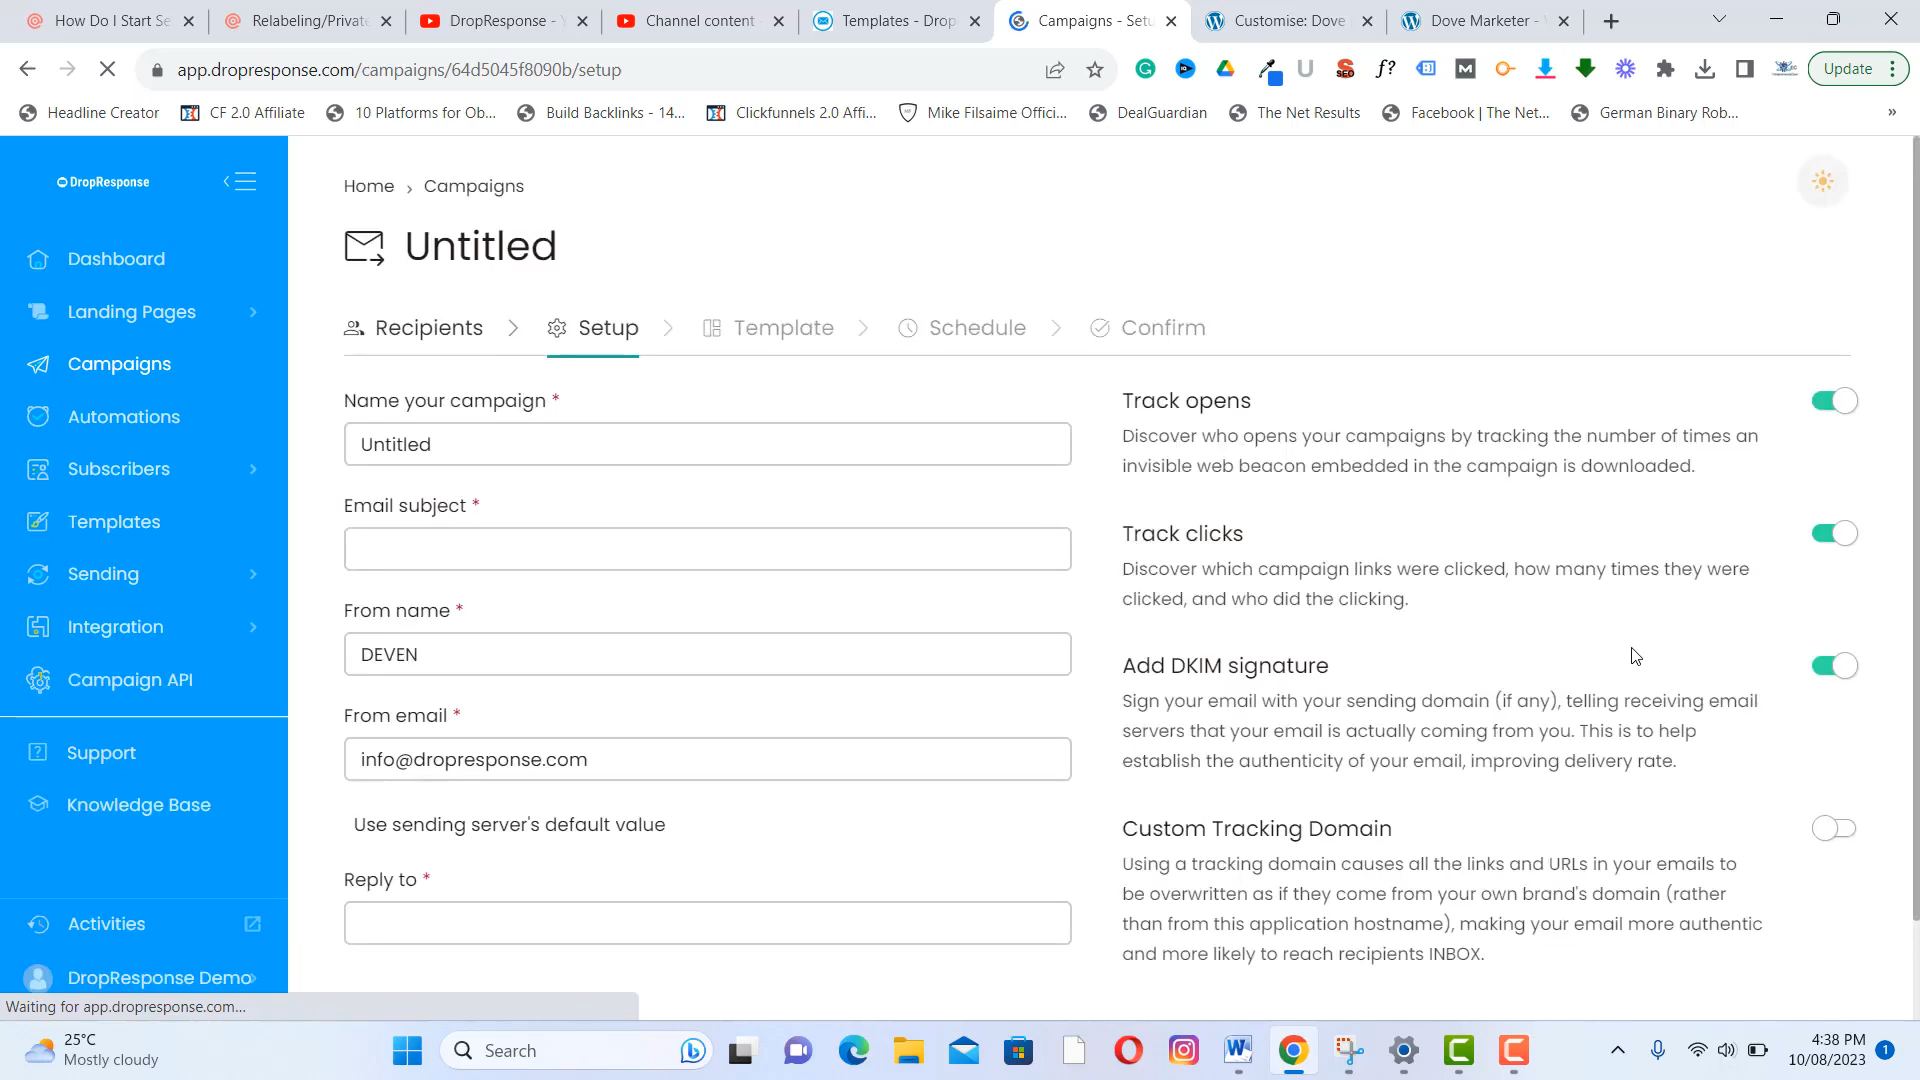 How Do I Start Se
Relabeling/Private
DropResponse - Y
Channel content -
Templates - Drop
Campaigns - Setu
Customise: Dove
Dove Marketer -
app.dropresponse.com/campaigns/64d5045f8090b/setup
Update
Headline Creator
CF 2.0 Affiliate
10 Platforms for Ob...
Build Backlinks - 14...
Clickfunnels 2.0 Affi...
Mike Filsaime Offici...
DealGuardian
The Net Results
Facebook | The Net...
German Binary Rob...
»
DropResponse
Home > Campaigns
Untitled
Dashboard
Landing Pages
Campaigns
Automations
Subscribers
Templates
Sending
Integration
Campaign API
Support
Knowledge Base
Activities
DropResponse Demo
Recipients
Setup
Template
Schedule
Confirm
Name your campaign *
Untitled
Email subject *
From name *
DEVEN
From email *
info@dropresponse.com
Use sending server's default value
Reply to *
Track opens
Discover who opens your campaigns by tracking the number of times an
invisible web beacon embedded in the campaign is downloaded.
Track clicks
Discover which campaign links were clicked, how many times they were
clicked, and who did the clicking.
Add DKIM signature
Sign your email with your sending domain (if any), telling receiving email
servers that your email is actually coming from you. This is to help
establish the authenticity of your email, improving delivery rate.
Custom Tracking Domain
Using a tracking domain causes all the links and URLs in your emails to
be overwritten as if they come from your own brand's domain (rather
than from this application hostname), making your email more authentic
and more likely to reach recipients INBOX.
Waiting for app.dropresponse.com...
25°C
Mostly cloudy
Search
4:38 PM
10/08/2023
1